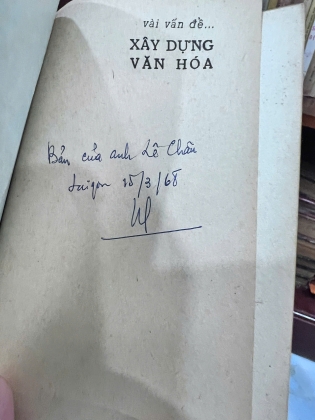 vài vấn đề...
XÂY DỰNG
VĂN HÓA
Bản của anh Lê Châu
Saigon 15/3/68